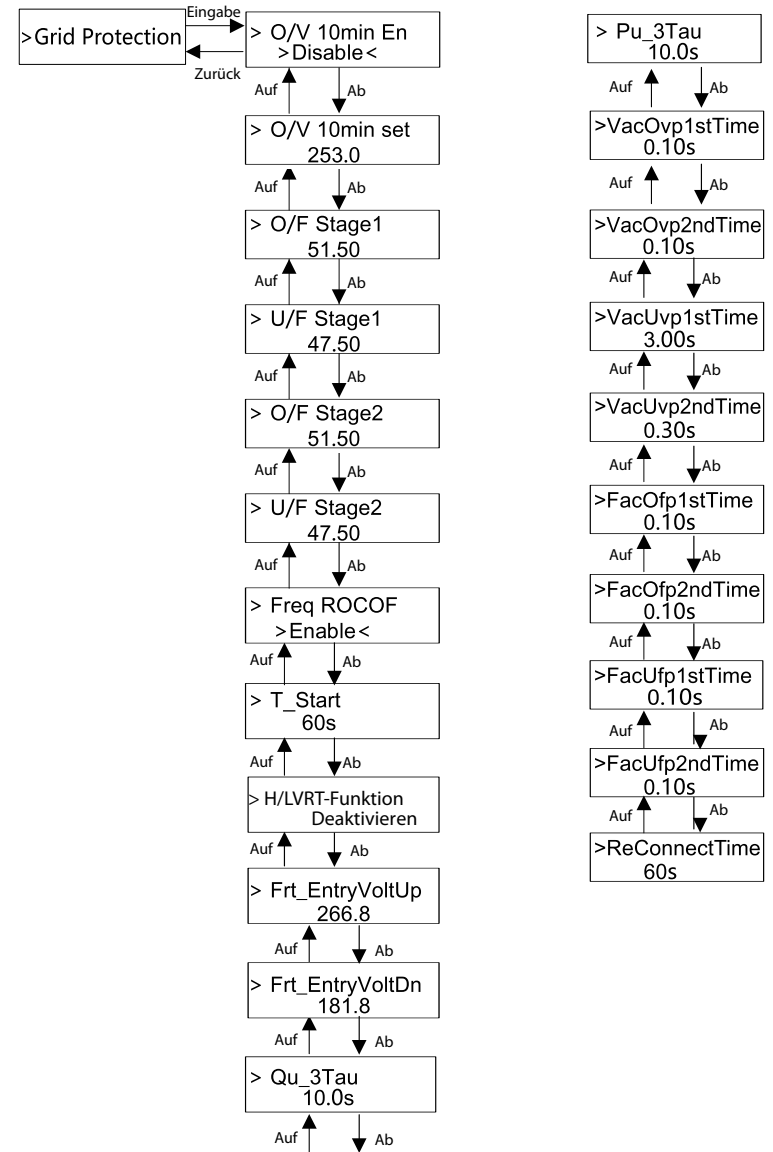 >Grid Protection
Eingabe
Zurück
> O/V 10min En
>Disable<
Auf
Ab
> O/V 10min set
253.0
Auf
Ab
> O/F Stage1
51.50
Auf
Ab
> U/F Stage1
47.50
Auf
Ab
> O/F Stage2
51.50
Auf
Ab
> U/F Stage2
47.50
Auf
Ab
> Freq ROCOF
>Enable<
Auf
Ab
> T_Start
60s
Auf
Ab
> H/LVRT-Funktion
Deaktivieren
Auf
Ab
> Frt_EntryVoltUp
266.8
Auf
Ab
> Frt_EntryVoltDn
181.8
Auf
Ab
> Qu_3Tau
10.0s
Auf
Ab
> Pu_3Tau
10.0s
Auf
Ab
>VacOvp1stTime
0.10s
Auf
Ab
>VacOvp2ndTime
0.10s
Auf
Ab
>VacUvp1stTime
3.00s
Auf
Ab
>VacUvp2ndTime
0.30s
Auf
Ab
>FacOfp1stTime
0.10s
Auf
Ab
>FacOfp2ndTime
0.10s
Auf
Ab
>FacUfp1stTime
0.10s
Auf
Ab
>FacUfp2ndTime
0.10s
Auf
Ab
>ReConnectTime
60s